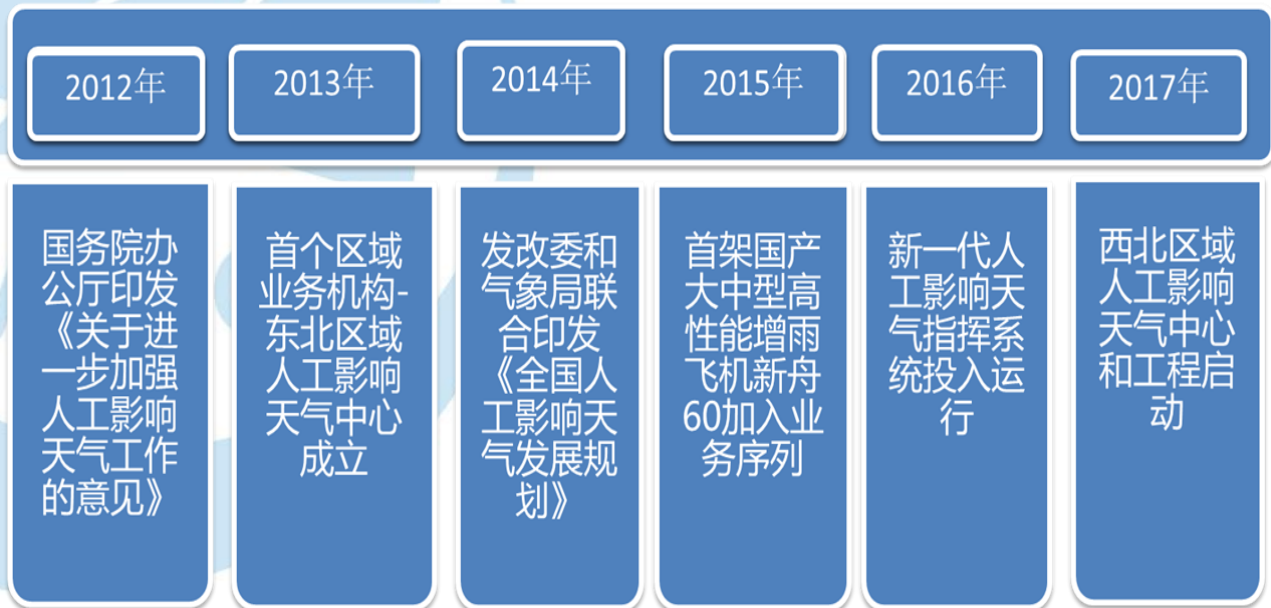 2012年
2013年
2014年
2015年
2016年
2017年
国务院办
公厅印发
《关于进
一步加强
人工影响
天气工作
的意见》
首个区域
业务机构-
东北区域
人工影响
天气中心
成立
发改委和
气象局联
合印发
《全国人
工影响天
气发展规
划》
首架国产
大中型高
性能增雨
飞机新舟
60加入业
务序列
新一代人
工影响天
气指挥系
统投入运
行
西北区域
人工影响
天气中心
和工程启
动